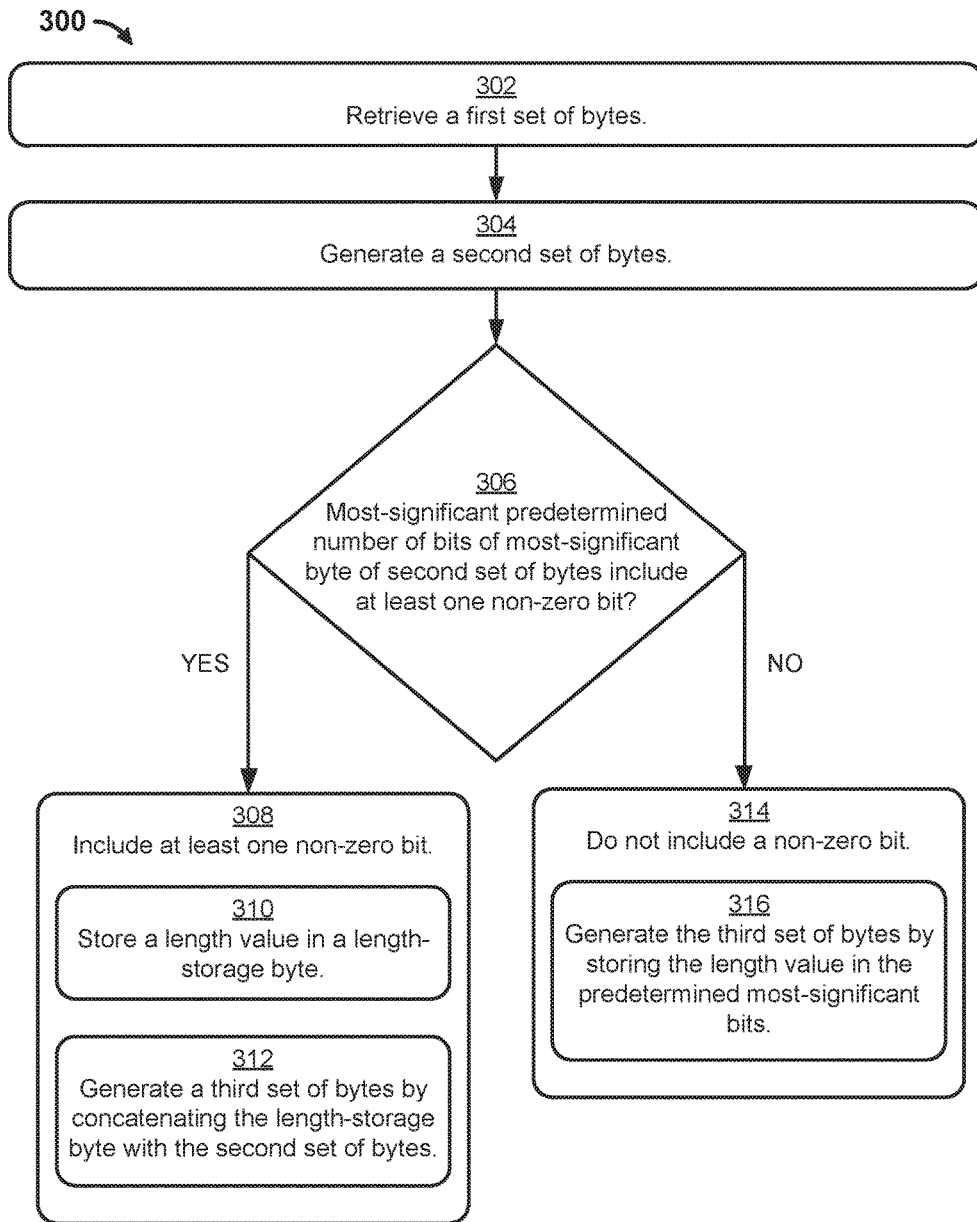 300
302
Retrieve a first set of bytes.
304
Generate a second set of bytes.
306
Most-significant predetermined
number of bits of most-significant
byte of second set of bytes include
at least one non-zero bit?
YES
NO
308
Include at least one non-zero bit.
310
Store a length value in a length-
storage byte.
312
Generate a third set of bytes by
concatenating the length-storage
byte with the second set of bytes.
314
Do not include a non-zero bit.
316
Generate the third set of bytes by
storing the length value in the
predetermined most-significant
bits.